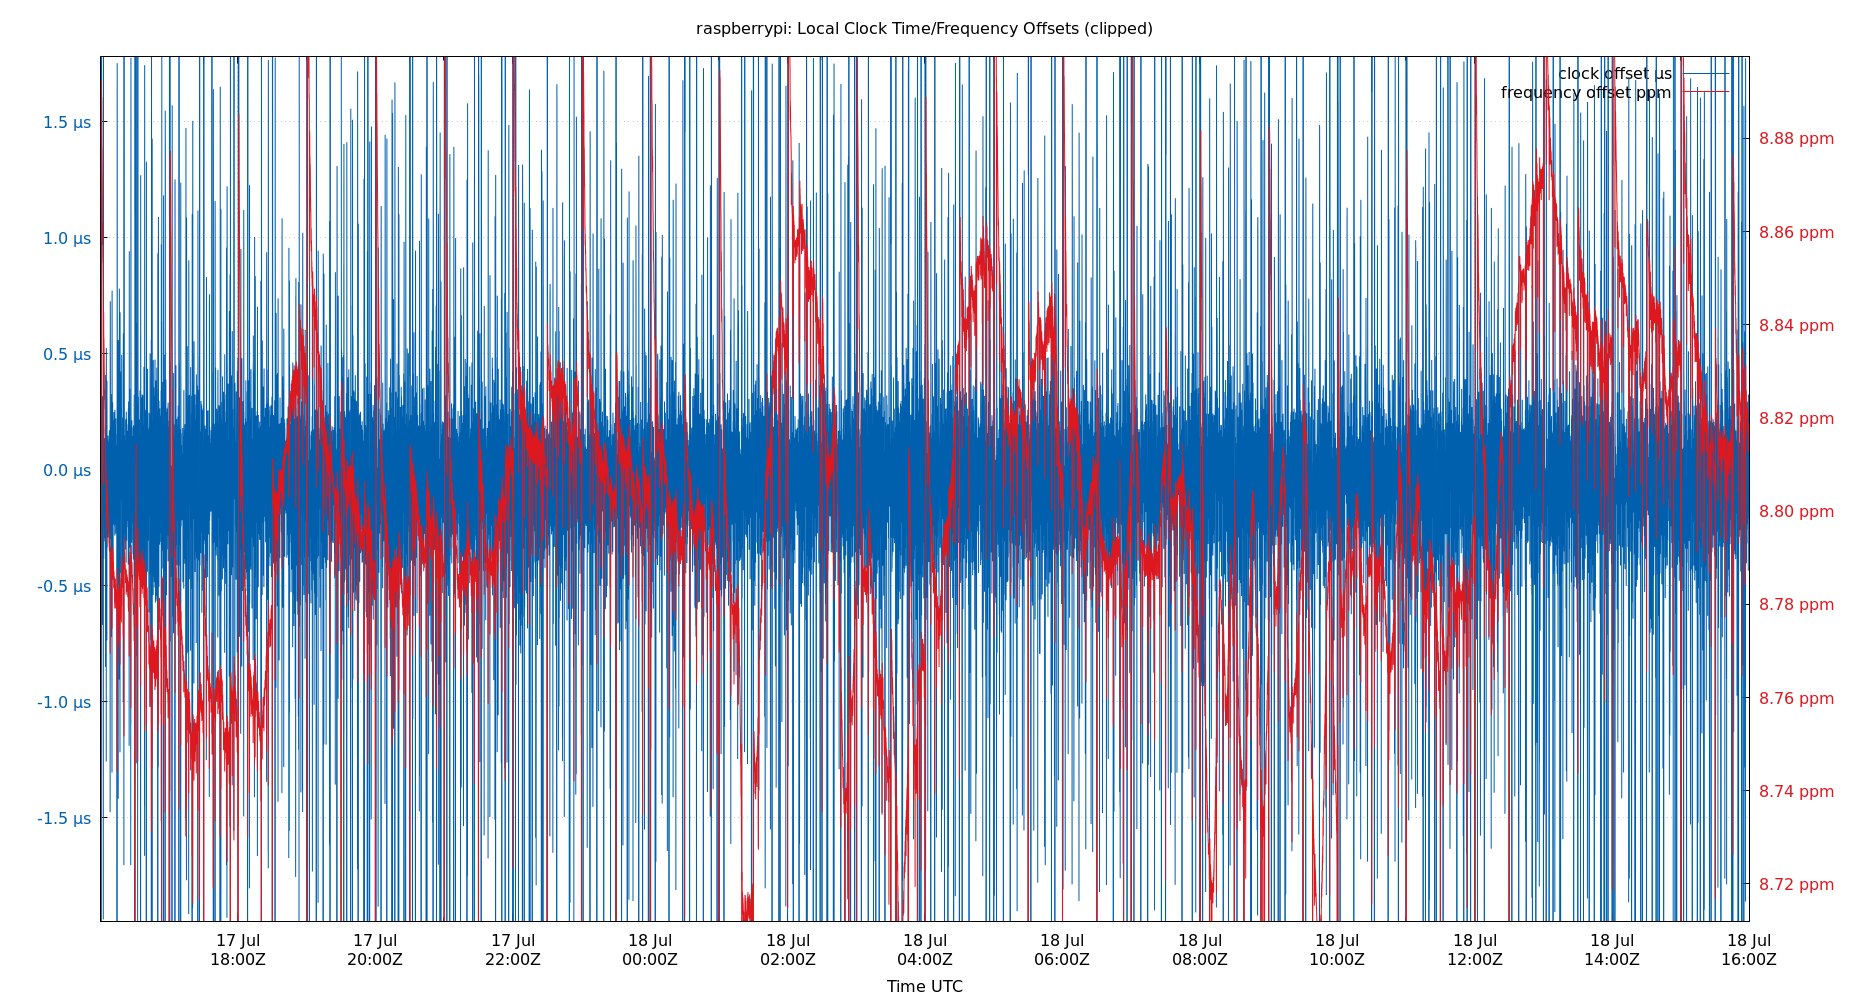 raspberrypi: Local Clock Time/Frequency Offsets (clipped)
clock offset µs
frequency offset ppm
1.5 µs
1.0 µs
0.5 µs
0.0 µs
-0.5 µs
-1.0 µs
-1.5 µs
8.88 ppm
8.86 ppm
8.84 ppm
8.82 ppm
8.80 ppm
8.78 ppm
8.76 ppm
8.74 ppm
8.72 ppm
17 Jul 17 Jul 17 Jul 18 Jul 18 Jul 18 Jul 18 Jul 18 Jul 18 Jul 18 Jul 18 Jul 18 Jul
18:00Z 20:00Z 22:00Z 00:00Z 02:00Z 04:00Z 06:00Z 08:00Z 10:00Z 12:00Z 14:00Z 16:00Z
Time UTC